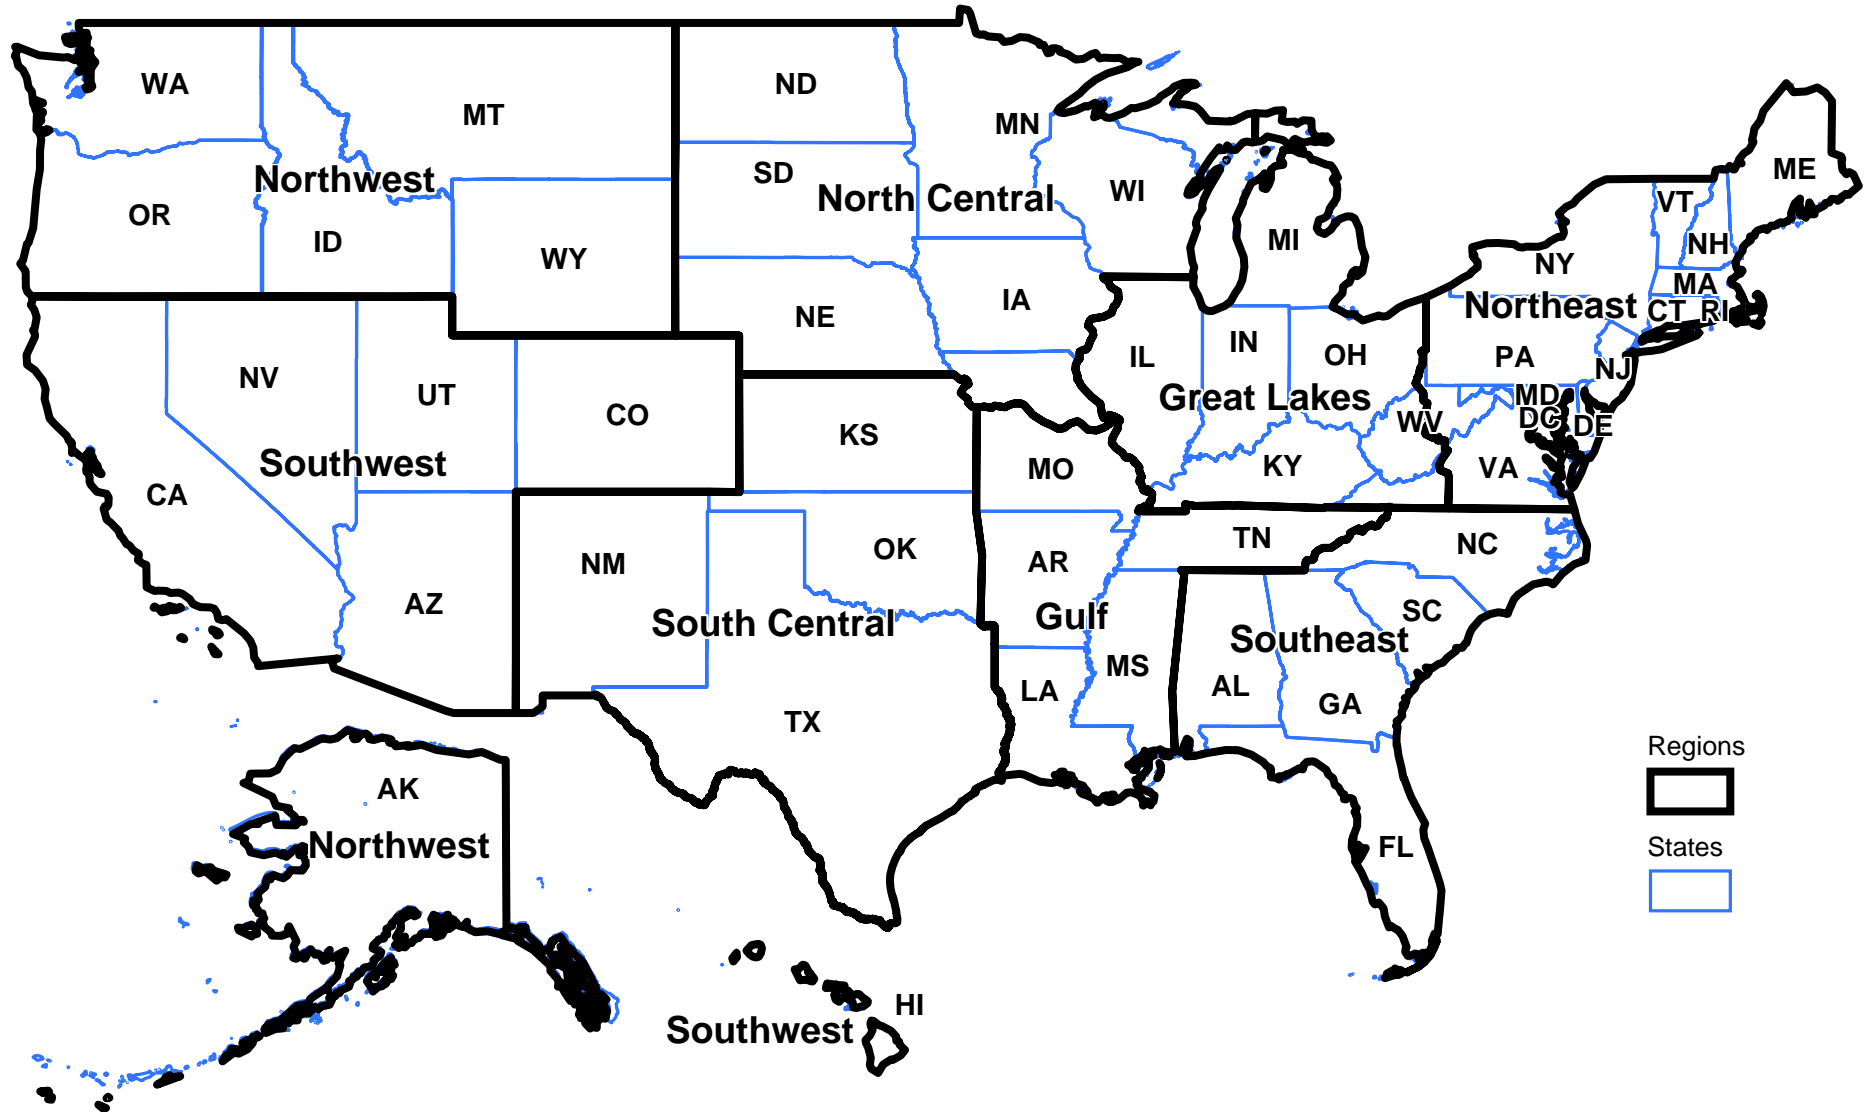 WA
MT
ND
MN
OR
ID
Northwest
WY
SD
North Central
WI
MI
NE
IA
ME
VT
NH
NY
MA
Northeast
CT
RI
PA
NJ
MD
DC
DE
NV
UT
CO
KS
MO
IL
IN
OH
Great Lakes
WV
KY
VA
CA
Southwest
AZ
NM
OK
AR
TN
NC
South Central
Gulf
Southeast
SC
TX
LA
MS
AL
GA
FL
AK
Northwest
HI
Southwest
Regions
States